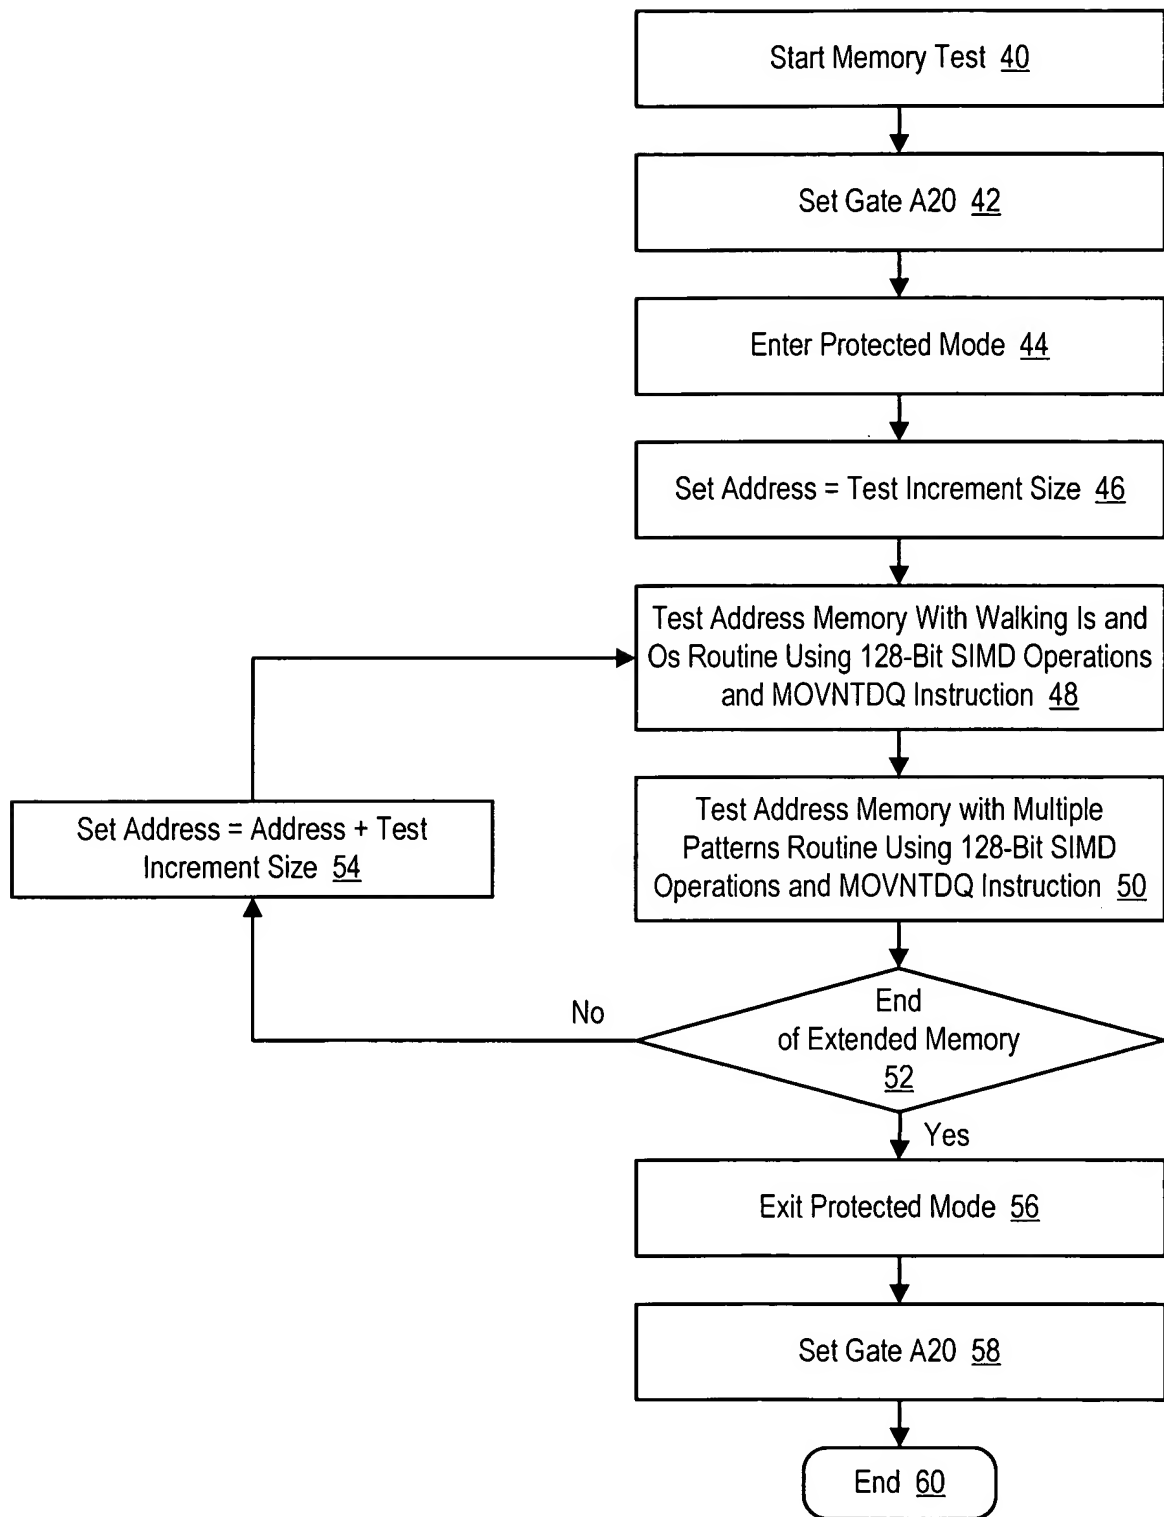 Start Memory Test 40
Set Gate A20 42
Enter Protected Mode 44
Set Address = Test Increment Size 46
Test Address Memory With Walking Is and
Os Routine Using 128-Bit SIMD Operations
and MOVNTDQ Instruction 48
Test Address Memory with Multiple
Patterns Routine Using 128-Bit SIMD
Operations and MOVNTDQ Instruction 50
Set Address = Address + Test
Increment Size 54
End
of Extended Memory
52
No
Yes
Exit Protected Mode 56
Set Gate A20 58
End 60